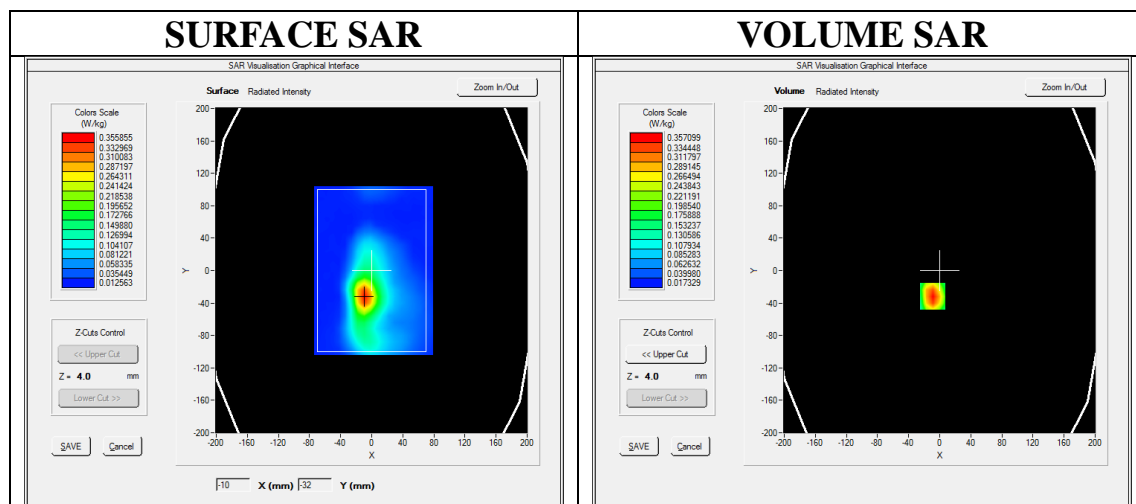 SURFACE SAR
SAR Visualisation Graphical Interface
Surface Radiated Intensity
Zoom In/Out
Colors Scale
(W/kg)
0.355855
0.332969
0.310083
0.287197
0.264311
0.241424
0.218538
0.195652
0.172766
0.149880
0.126994
0.104107
0.081221
0.058335
0.035449
0.012563
Z-Cuts Control
<< Upper Cut
Z = 4.0 mm
Lower Cut >>
SAVE Cancel
200
160
120
80
40
0
-40
-80
-120
-160
-200
Y
-200 -160 -120 -80 -40 0 40 80 120 160 200
X
-10 X (mm) -32 Y (mm)
VOLUME SAR
SAR Visualisation Graphical Interface
Volume Radiated Intensity
Zoom In/Out
Colors Scale
(W/kg)
0.357099
0.334448
0.311797
0.289145
0.266494
0.243843
0.221191
0.198540
0.175888
0.153237
0.130586
0.107934
0.085283
0.062632
0.039980
0.017329
Z-Cuts Control
<< Upper Cut
Z = 4.0 mm
Lower Cut >>
SAVE Cancel
200
160
120
80
40
0
-40
-80
-120
-160
-200
Y
-200 -160 -120 -80 -40 0 40 80 120 160 200
X